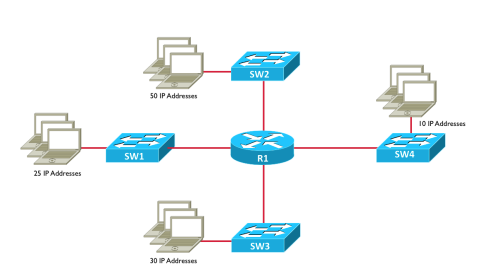 SW2
50 IP Addresses
10 IP Addresses
SW1
R1
SW4
25 IP Addresses
SW3
30 IP Addresses